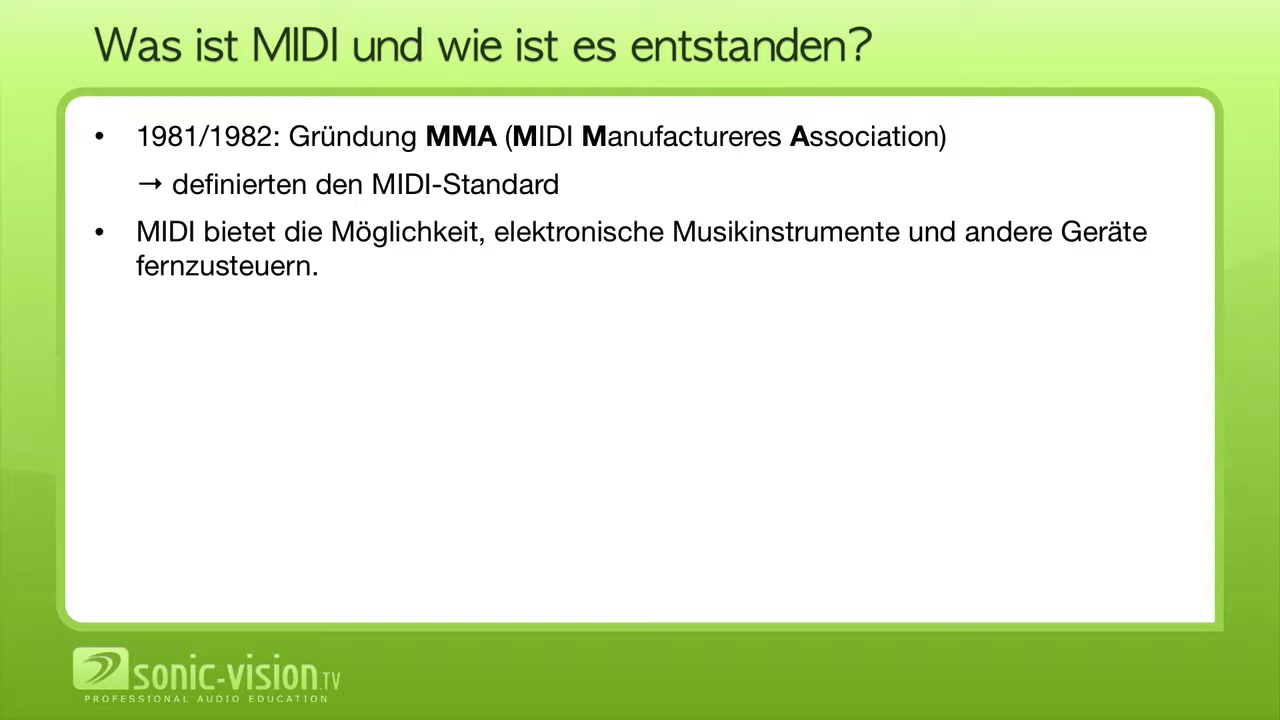 Was ist MIDI und wie ist es entstanden?
• 1981/1982: Gründung MMA (MIDI Manufactureres Association)
→ definierten den MIDI-Standard
• MIDI bietet die Möglichkeit, elektronische Musikinstrumente und andere Geräte
fernzusteuern.
sonic-vision.TV
PROFESSIONAL AUDIO EDUCATION